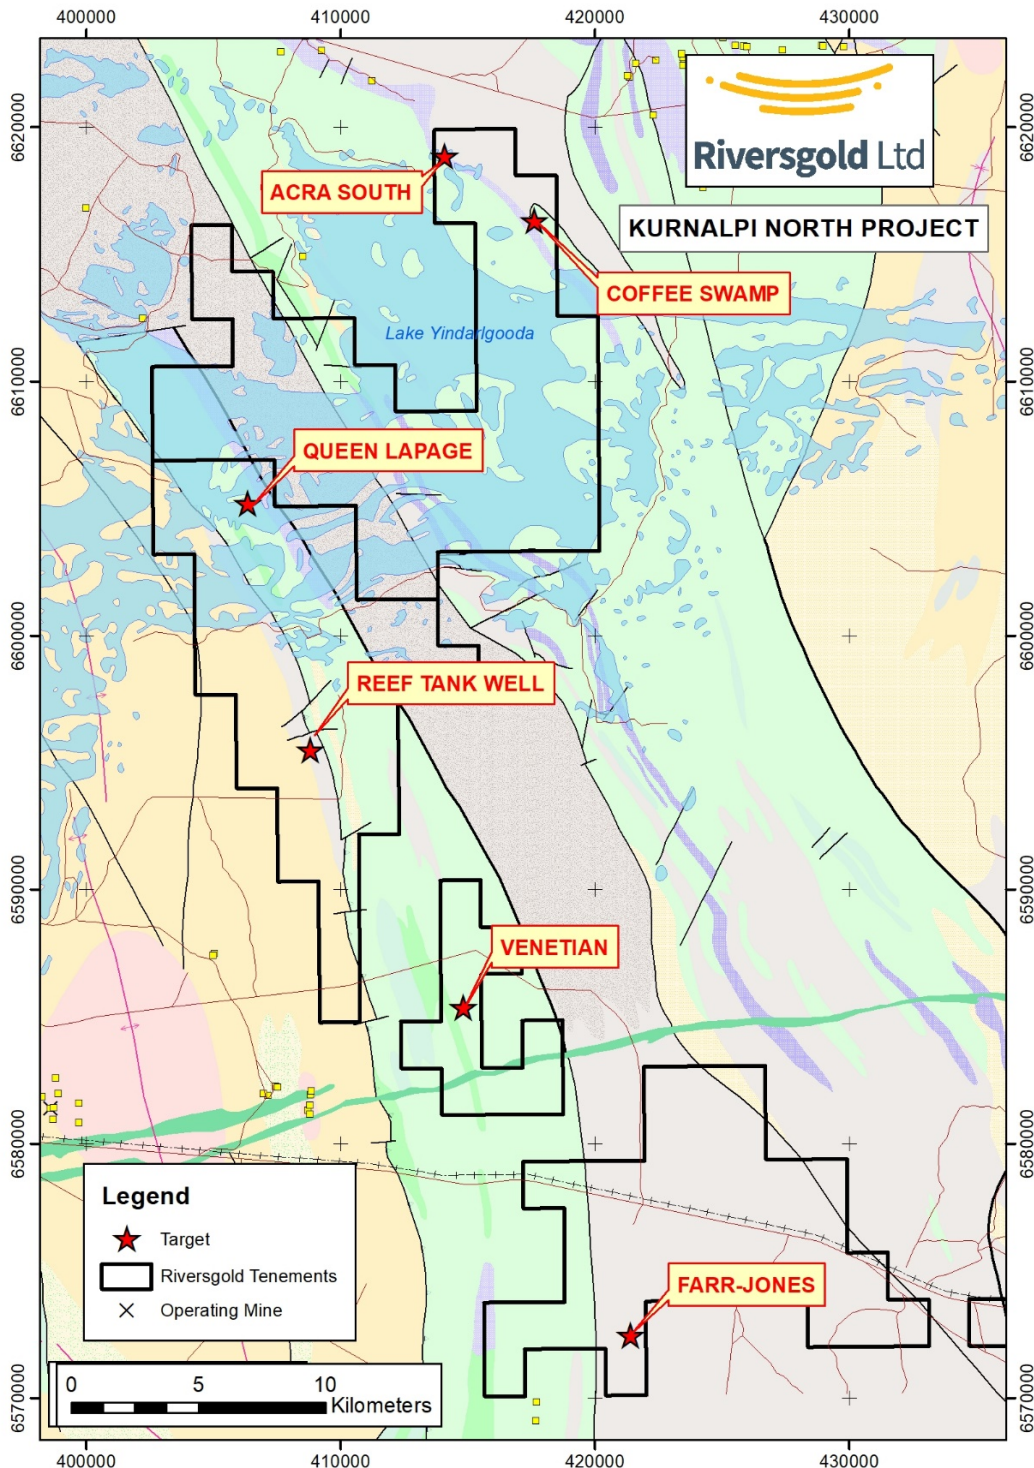 400000 410000 420000 430000
6620000 6620000
Riversgold Ltd
ACRA SOUTH
KURNALPI NORTH PROJECT
COFFEE SWAMP
Lake Yindarlgooda
6610000 6610000
QUEEN LAPAGE
6600000 6600000
REEF TANK WELL
6590000 6590000
VENETIAN
6580000 6580000
Legend
Target
Riversgold Tenements
Operating Mine
FARR-JONES
0 5 10
Kilometers
6570000 6570000
400000 410000 420000 430000